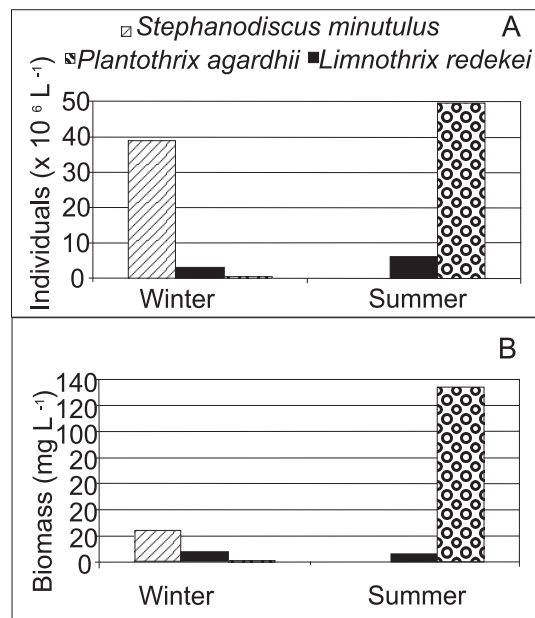 Stephanodiscus minutulus A
Plantothrix agardhii Limnothrix redekei
Individuals (x 10 6 L -1)
50
40
30
20
10
0
Winter Summer
B
Biomass (mg L -1)
140
120
100
20
20
20
20
0
Winter Summer